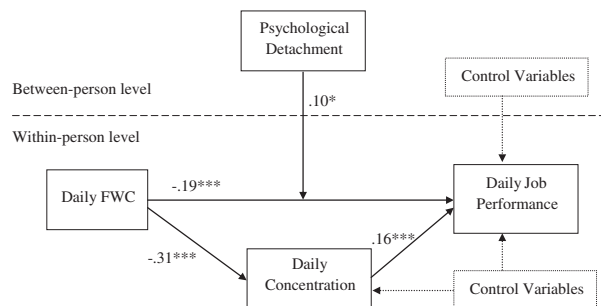 Psychological
Detachment
Control Variables
Between-person level
.10*
Within-person level
-.19***
Daily FWC
Daily Job
Performance
-.31***
.16***
Daily
Concentration
Control Variables